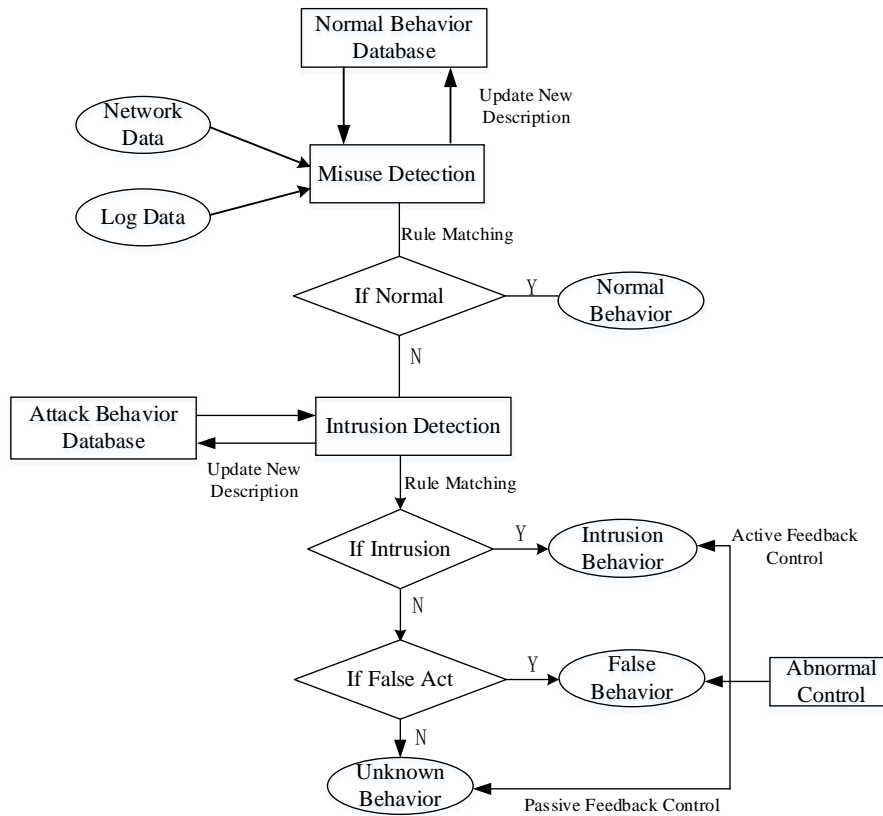 Normal Behavior
Database
Update New
Description
Network
Data
Misuse Detection
Log Data
Rule Matching
If Normal
Y
Normal
Behavior
N
Attack Behavior
Database
Intrusion Detection
Update New
Description
Rule Matching
If Intrusion
Y
Intrusion
Behavior
Active Feedback
Control
N
If False Act
Y
False
Behavior
Abnormal
Control
N
Unknown
Behavior
Passive Feedback Control